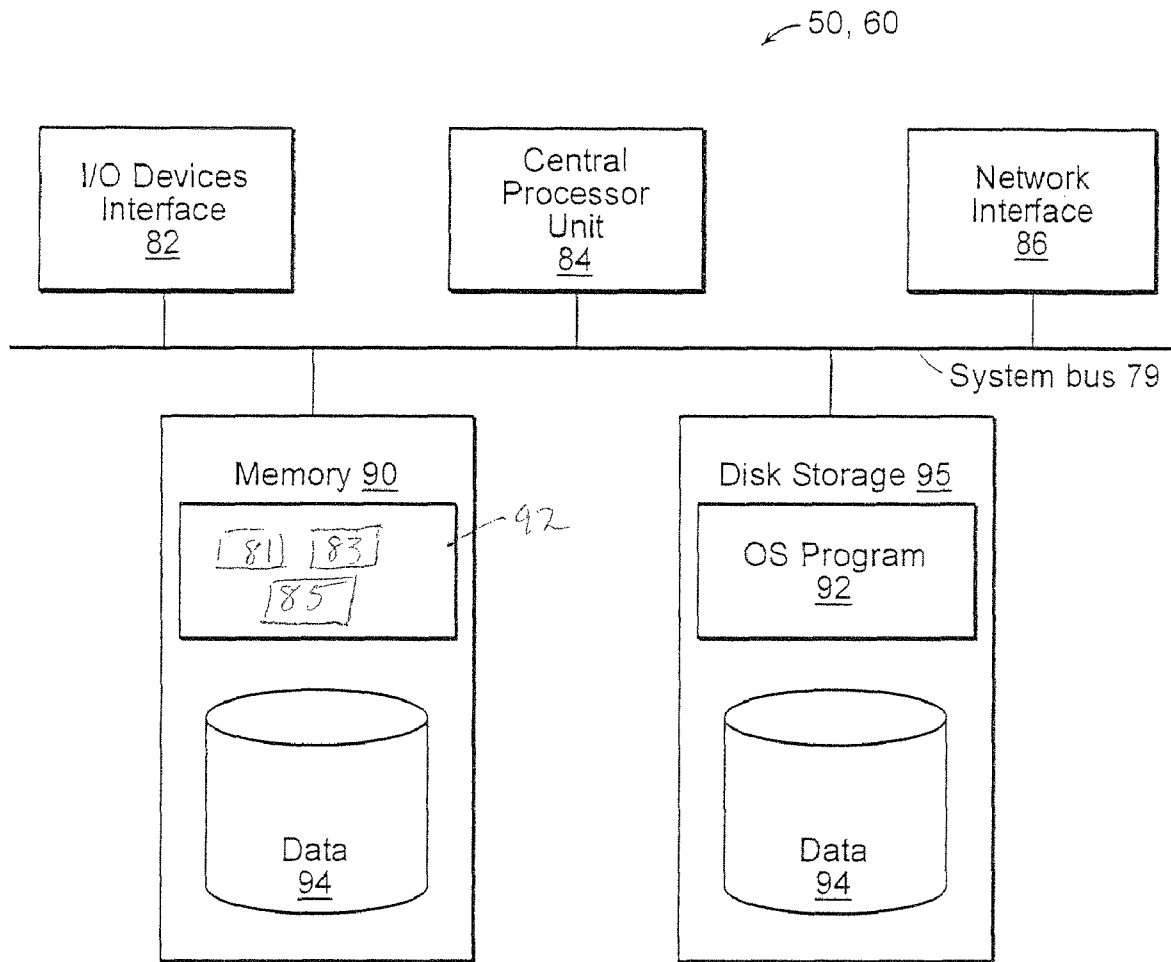 50, 60
I/O Devices
Interface
82
Central
Processor
Unit
84
Network
Interface
86
System bus 79
Memory 90
92
81
83
85
Data
94
Disk Storage 95
OS Program
92
Data
94